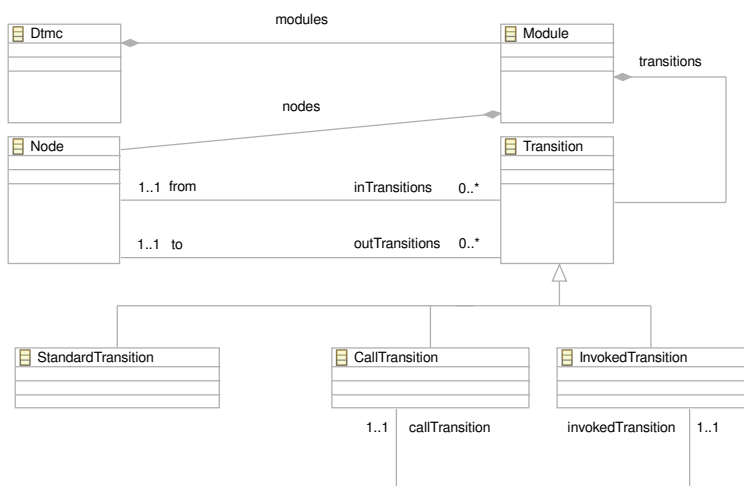 modules
Dtmc
Module
transitions
nodes
Node
Transition
1..1 from inTransitions 0..*
1..1 to outTransitions 0..*
StandardTransition
CallTransition
InvokedTransition
1..1 callTransition
invokedTransition 1..1